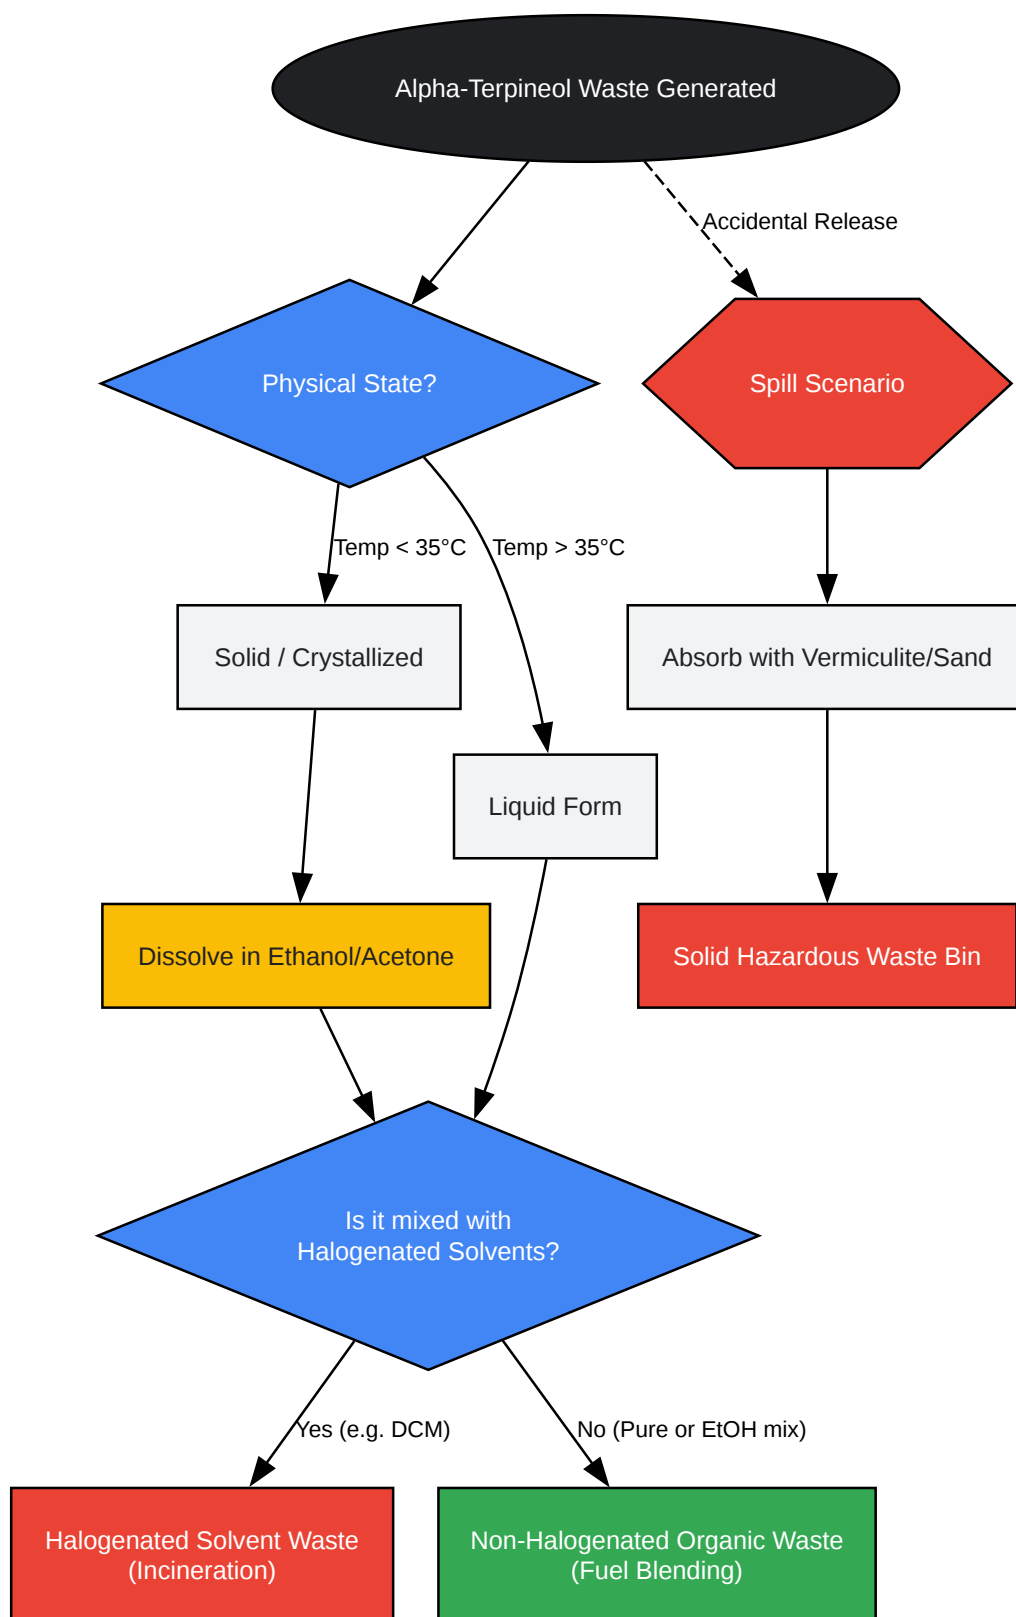 Alpha-Terpineol Waste Generated
Accidental Release
Physical State?
Spill Scenario
Temp < 35°C
Temp > 35°C
Solid / Crystallized
Absorb with Vermiculite/Sand
Liquid Form
Dissolve in Ethanol/Acetone
Solid Hazardous Waste Bin
Is it mixed with
Halogenated Solvents?
Yes (e.g. DCM)
No (Pure or EtOH mix)
Halogenated Solvent Waste
(Incineration)
Non-Halogenated Organic Waste
(Fuel Blending)